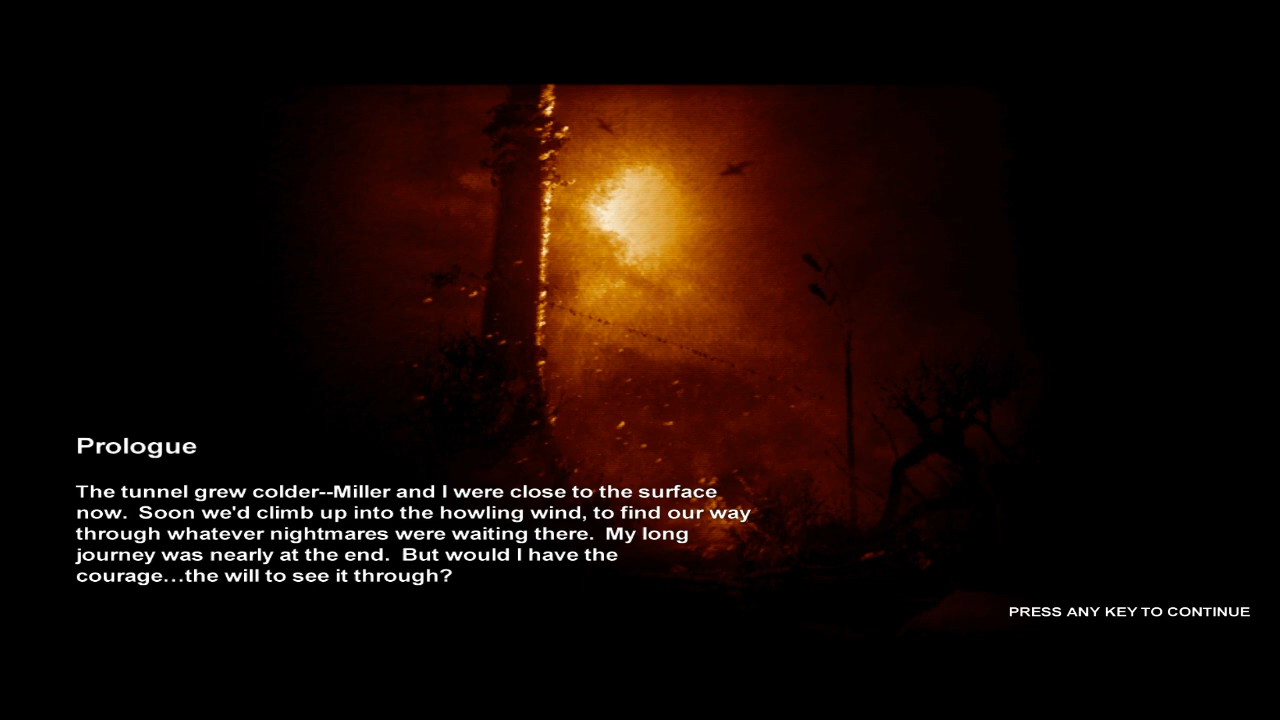 Prologue
The tunnel grew colder--Miller and I were close to the surface
now.  Soon we'd climb up into the howling wind, to find our way
through whatever nightmares were waiting there.  My long
journey was nearly at the end.  But would I have the
courage...the will to see it through?
PRESS ANY KEY TO CONTINUE